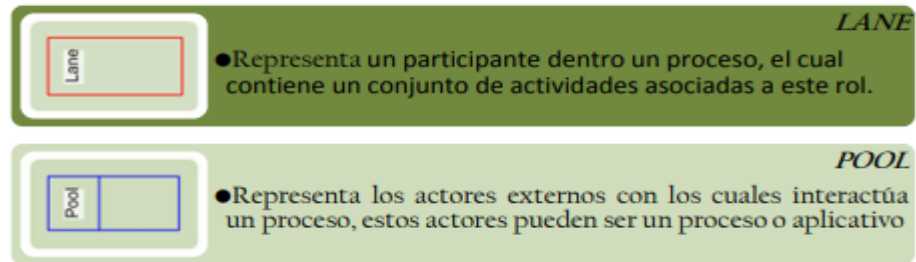 LANE
Lane
●Representa un participante dentro un proceso, el cual
contiene un conjunto de actividades asociadas a este rol.
POOL
Pool
●Representa los actores externos con los cuales interactúa
un proceso, estos actores pueden ser un proceso o aplicativo